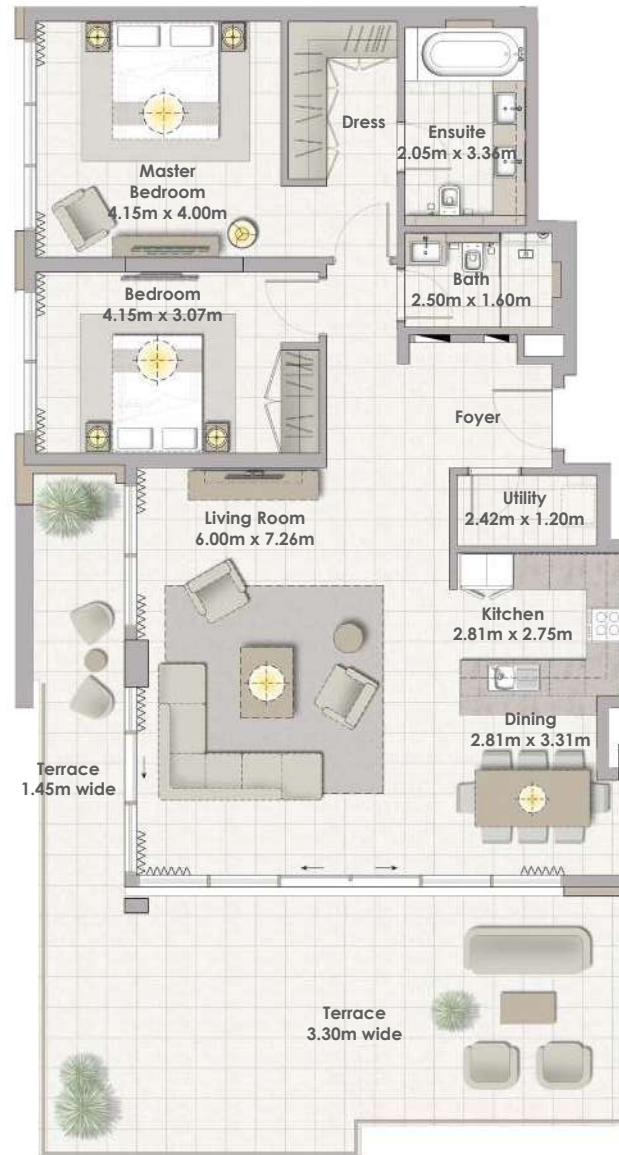 Dress
Ensuite
2.05m x 3.36m
Master
Bedroom
4.15m x 4.00m
Bath
2.50m x 1.60m
Bedroom
4.15m x 3.07m
Foyer
Utility
2.42m x 1.20m
Living Room
6.00m x 7.26m
Kitchen
2.81m x 2.75m
Dining
2.81m x 3.31m
Terrace
1.45m wide
Terrace
3.30m wide